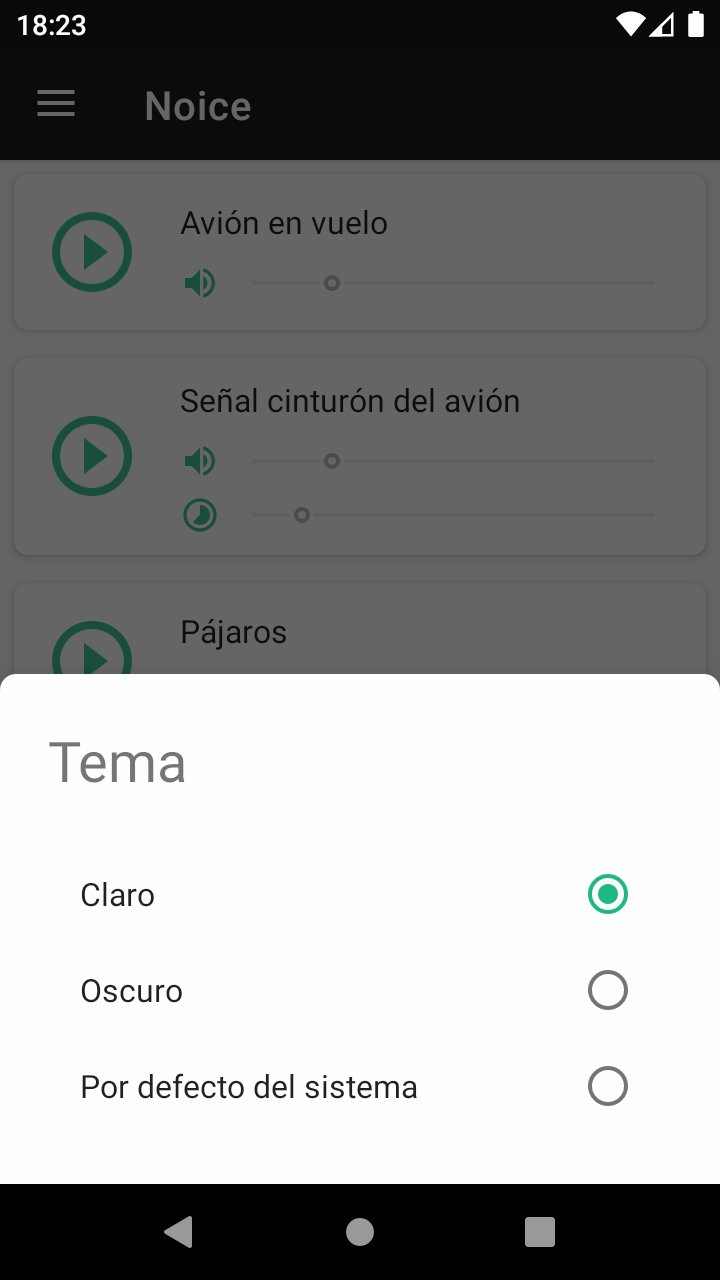 18:23
Noice
Avión en vuelo
Señal cinturón del avión
Pájaros
Tema
Claro
Oscuro
Por defecto del sistema